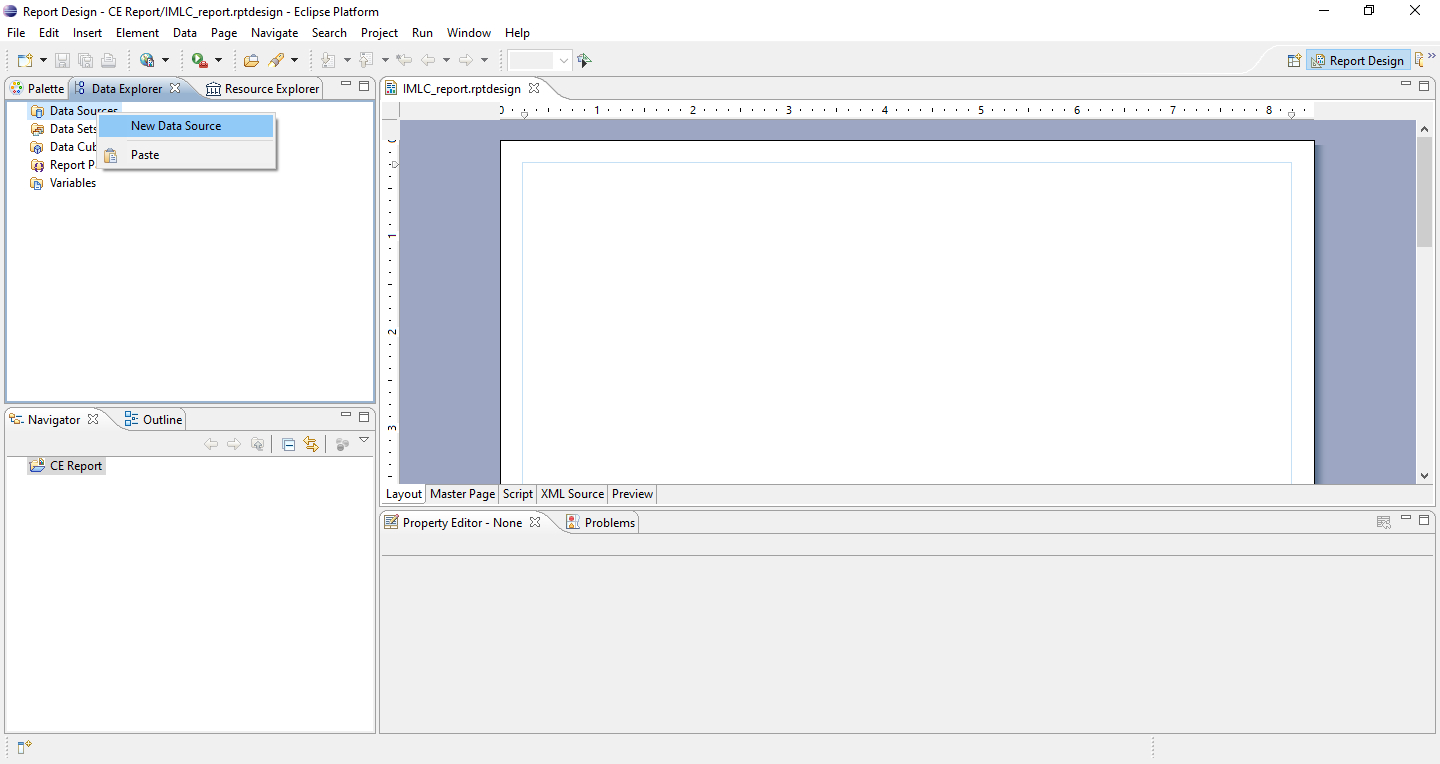 Report Design - CE Report/IMLC_report.rptdesign - Eclipse Platform
File Edit Insert Element Data Page Navigate Search Project Run Window Help
Report Design
Palette Data Explorer Resource Explorer
IMLC_report.rptdesign
Data Sources
New Data Source
Data Sets
Data Cub
Paste
Report P
Variables
0 1 2 3 4 5 6 7 8
1
2
3
Navigator Outline
CE Report
Layout Master Page Script XML Source Preview
Property Editor - None Problems